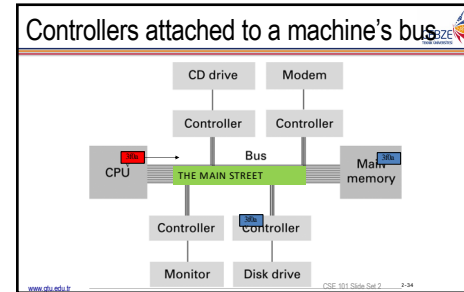 Controllers attached to a machine's bus
CD drive
Modem
Controller
Controller
Bus
CPU
THE MAIN STREET
Main
memory
Controller
Controller
Monitor
Disk drive
www.gtu.edu.tr
CSE 101 Slide Set 2
2-34